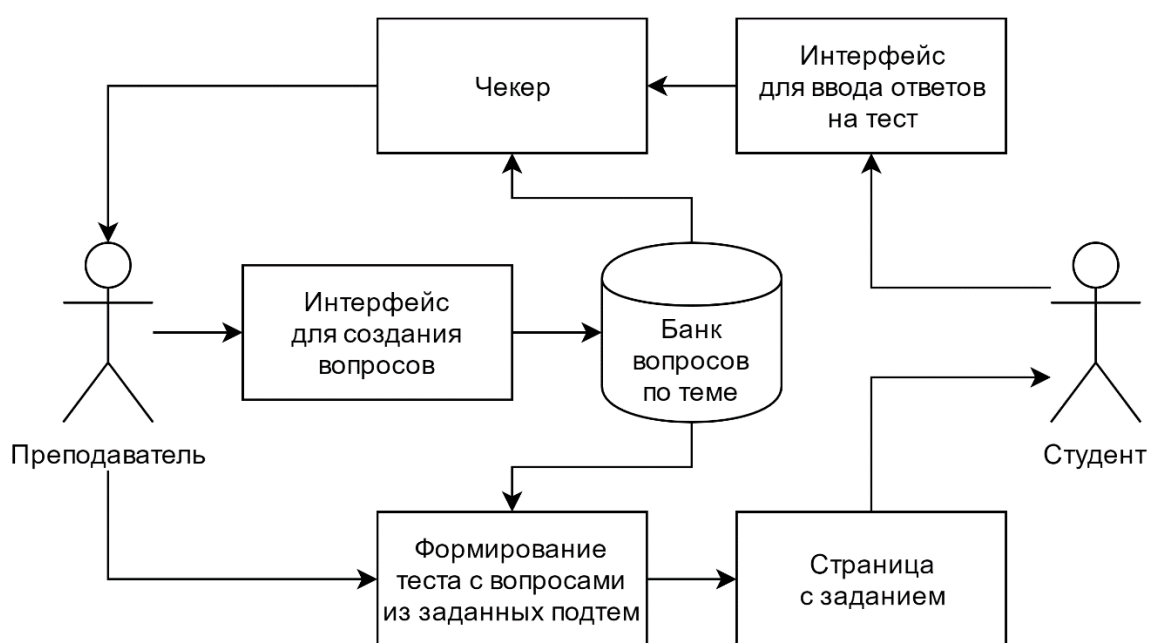 Чекер
Интерфейс
для ввода ответов
на тест
Интерфейс
для создания
вопросов
Банк
вопросов
по теме
Преподаватель
Студент
Формирование
теста с вопросами
из заданных подтем
Страница
с заданием